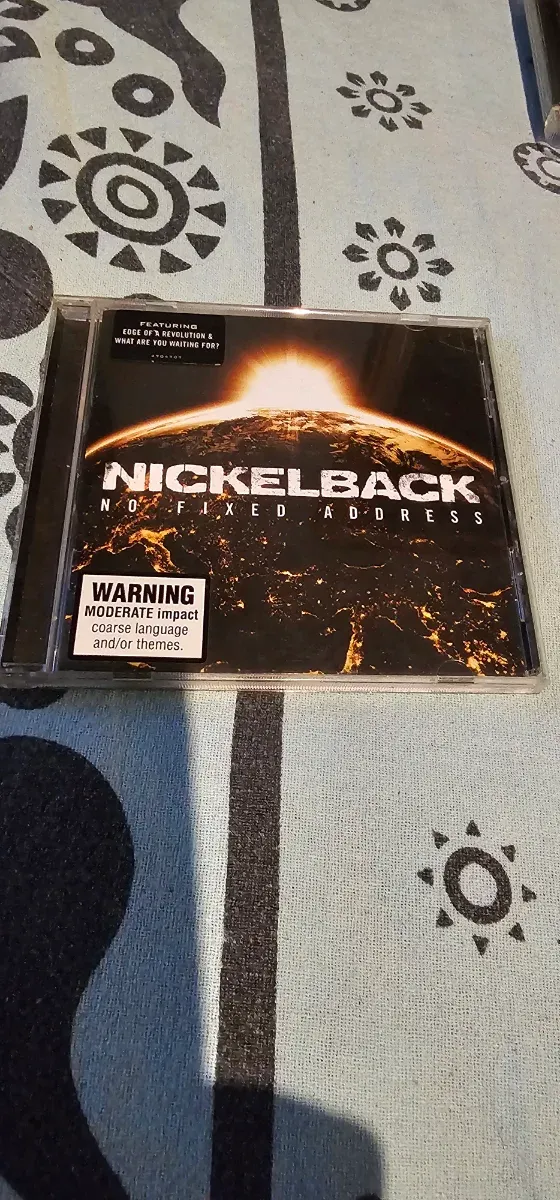 FEATURING
EDGE OF A REVOLUTION &
WHAT ARE YOU WAITING FOR?
NICKELBACK
NO FIXED ADDRESS
WARNING
MODERATE impact
coarse language
and/or themes.